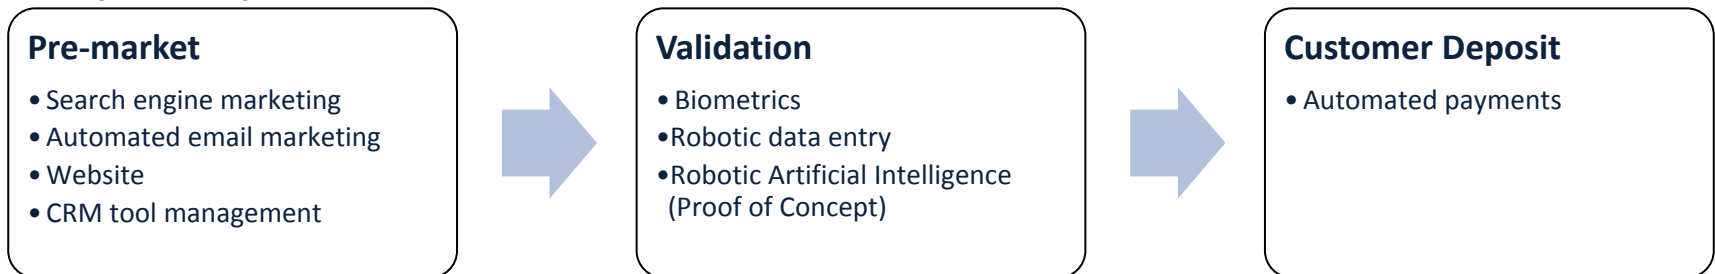 Pre-market
• Search engine marketing
• Automated email marketing
• Website
• CRM tool management
Validation
• Biometrics
•Robotic data entry
•Robotic Artificial Intelligence
(Proof of Concept)
Customer Deposit
• Automated payments